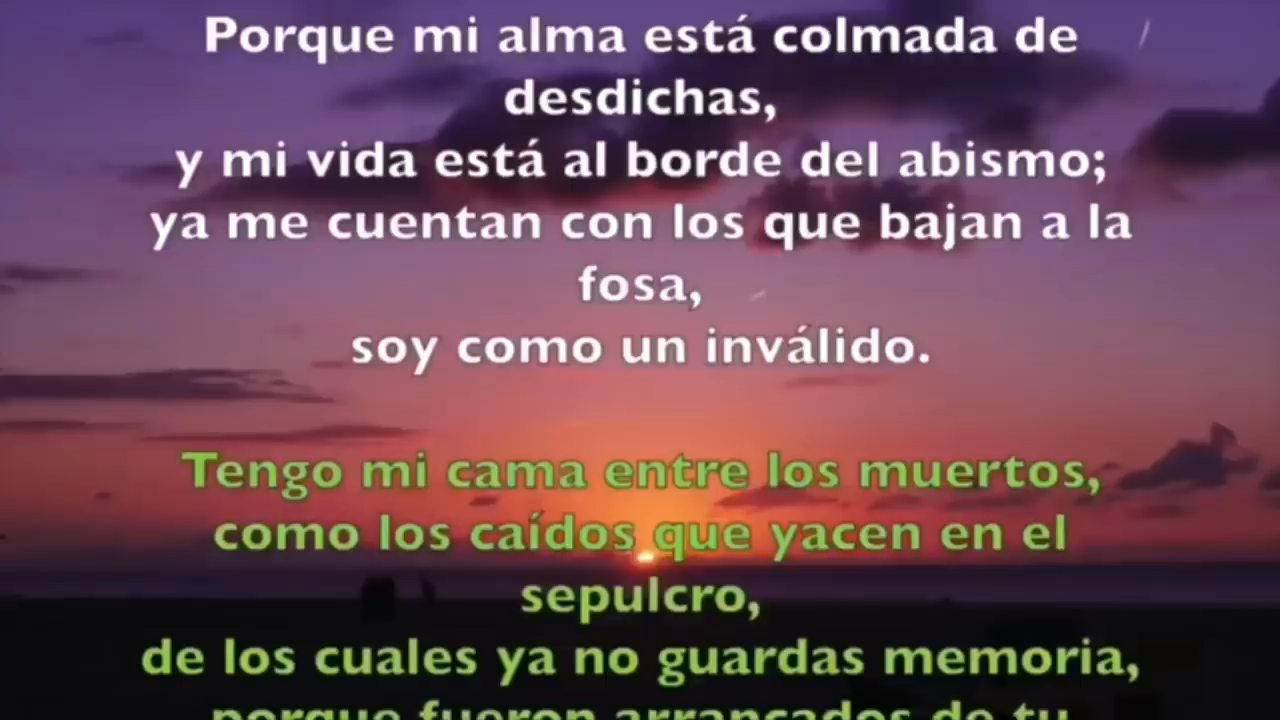 Porque mi alma está colmada de
desdichas,
y mi vida está al borde del abismo;
ya me cuentan con los que bajan a la
fosa,
soy como un inválido.
Tengo mi cama entre los muertos,
como los caídos que yacen en el
sepulcro,
de los cuales ya no guardas memoria,
porque fueron arrancados de tu